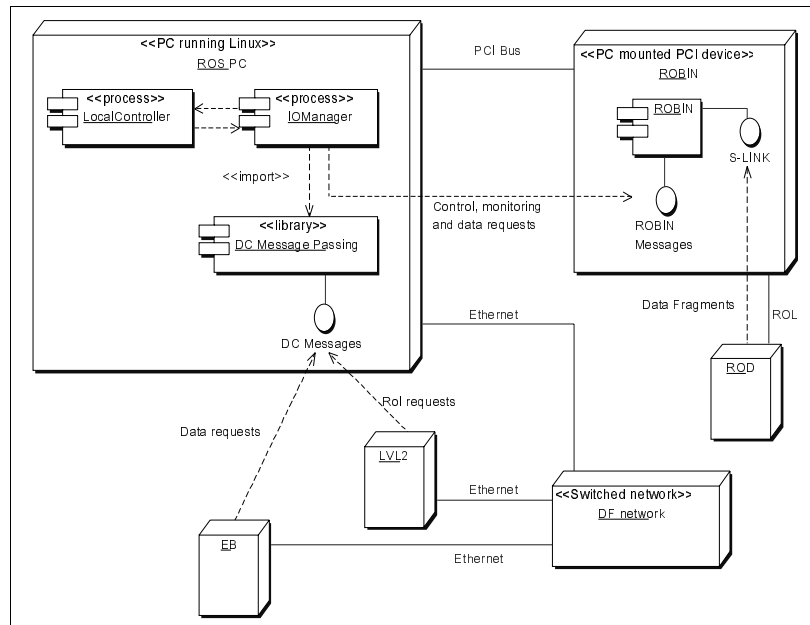 <<PC running Linux>>
ROS PC
<<process>>
LocalController
<<process>>
IOManager
<<import>>
<<library>>
DC Message Passing
DC Messages
PCI Bus
<<PC mounted PCI device>>
ROBIN
ROBIN
S-LINK
ROBIN
Messages
Control, monitoring
and data requests
Data Fragments
ROL
ROD
Ethernet
Data requests
RoI requests
LVL2
Ethernet
<<Switched network>>
DF network
EB
Ethernet